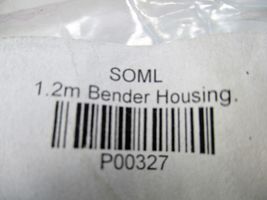 SOML
1.2m Bender Housing.
P00327